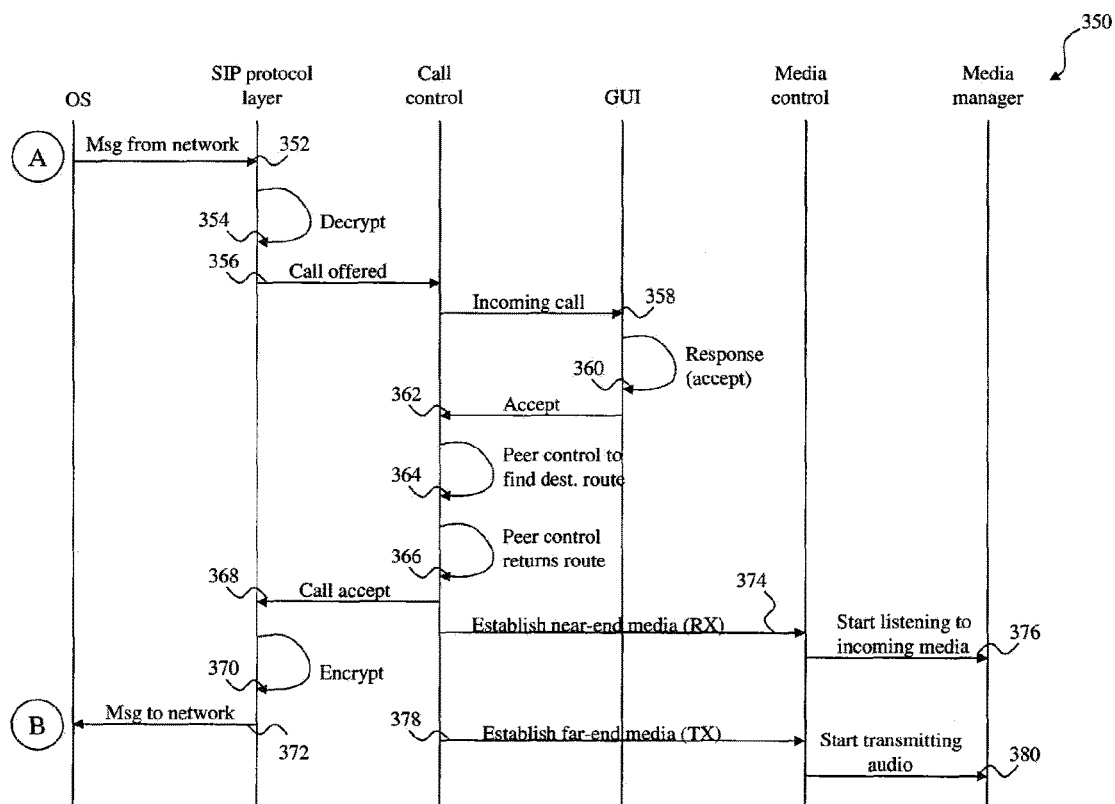 350
OS
SIP protocol
layer
Call
control
GUI
Media
control
Media
manager
A
Msg from network
352
354
Decrypt
356
Call offered
Incoming call
358
360
Response
(accept)
362
Accept
364
Peer control to
find dest. route
366
Peer control
returns route
368
Call accept
374
Establish near-end media (RX)
Start listening to
incoming media
376
370
Encrypt
B
Msg to network
372
378
Establish far-end media (TX)
Start transmitting
audio
380